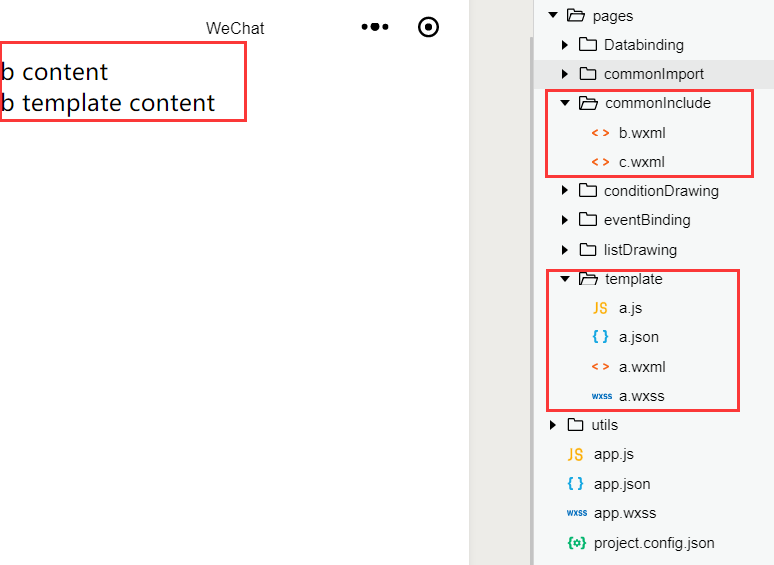 WeChat
b content
b template content
pages
Databinding
commonImport
commonInclude
b.wxml
c.wxml
conditionDrawing
eventBinding
listDrawing
template
JS a.js
{ } a.json
a.wxml
wxss a.wxss
utils
JS app.js
{ } app.json
wxss app.wxss
project.config.json